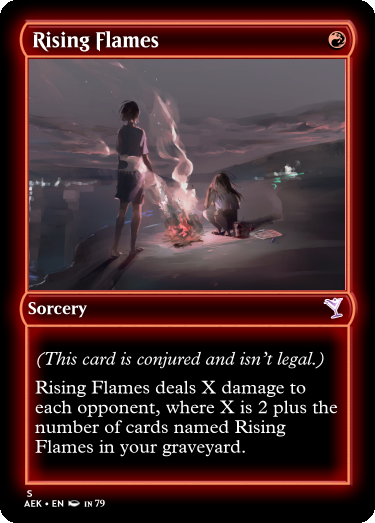 Rising Flames
Sorcery
(This card is conjured and isn't legal.)
Rising Flames deals X damage to
each opponent, where X is 2 plus the
number of cards named Rising
Flames in your graveyard.
S
AEK • EN IN 79